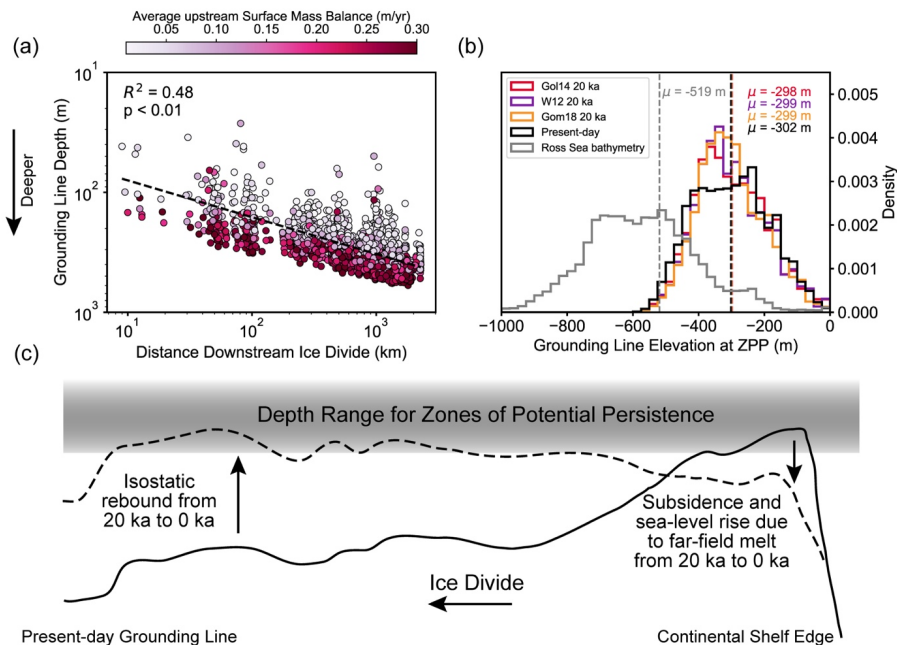 Average upstream Surface Mass Balance (m/yr)
0.05 0.10 0.15 0.20 0.25 0.30
(a)
R² = 0.48
p < 0.01
Deeper
Grounding Line Depth (m)
10¹
10²
10³
10¹ 10² 10³
Distance Downstream Ice Divide (km)
(b)
Gol14 20 ka
W12 20 ka
Gom18 20 ka
Present-day
Ross Sea bathymetry
μ = -519 m
μ = -298 m
μ = -299 m
μ = -299 m
μ = -302 m
0.005
0.004
0.003
0.002
0.001
0.000
Density
−1000 −800 −600 −400 −200 0
Grounding Line Elevation at ZPP (m)
(c)
Depth Range for Zones of Potential Persistence
Isostatic
rebound from
20 ka to 0 ka
Subsidence and
sea-level rise due
to far-field melt
from 20 ka to 0 ka
Ice Divide
Present-day Grounding Line
Continental Shelf Edge